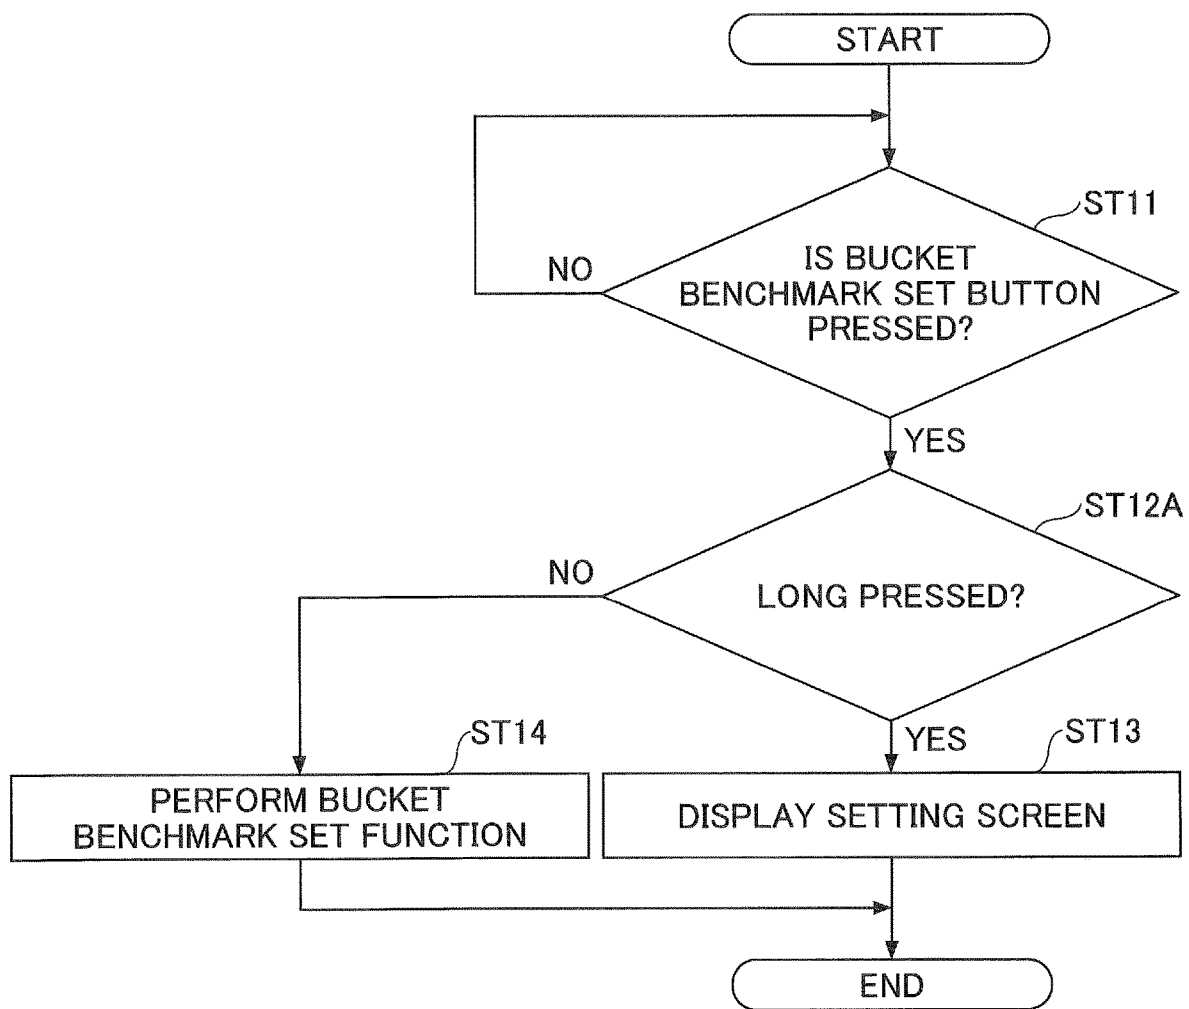 START
ST11
IS BUCKET
BENCHMARK SET BUTTON
PRESSED?
NO
YES
ST12A
LONG PRESSED?
NO
YES
ST14
PERFORM BUCKET
BENCHMARK SET FUNCTION
ST13
DISPLAY SETTING SCREEN
END